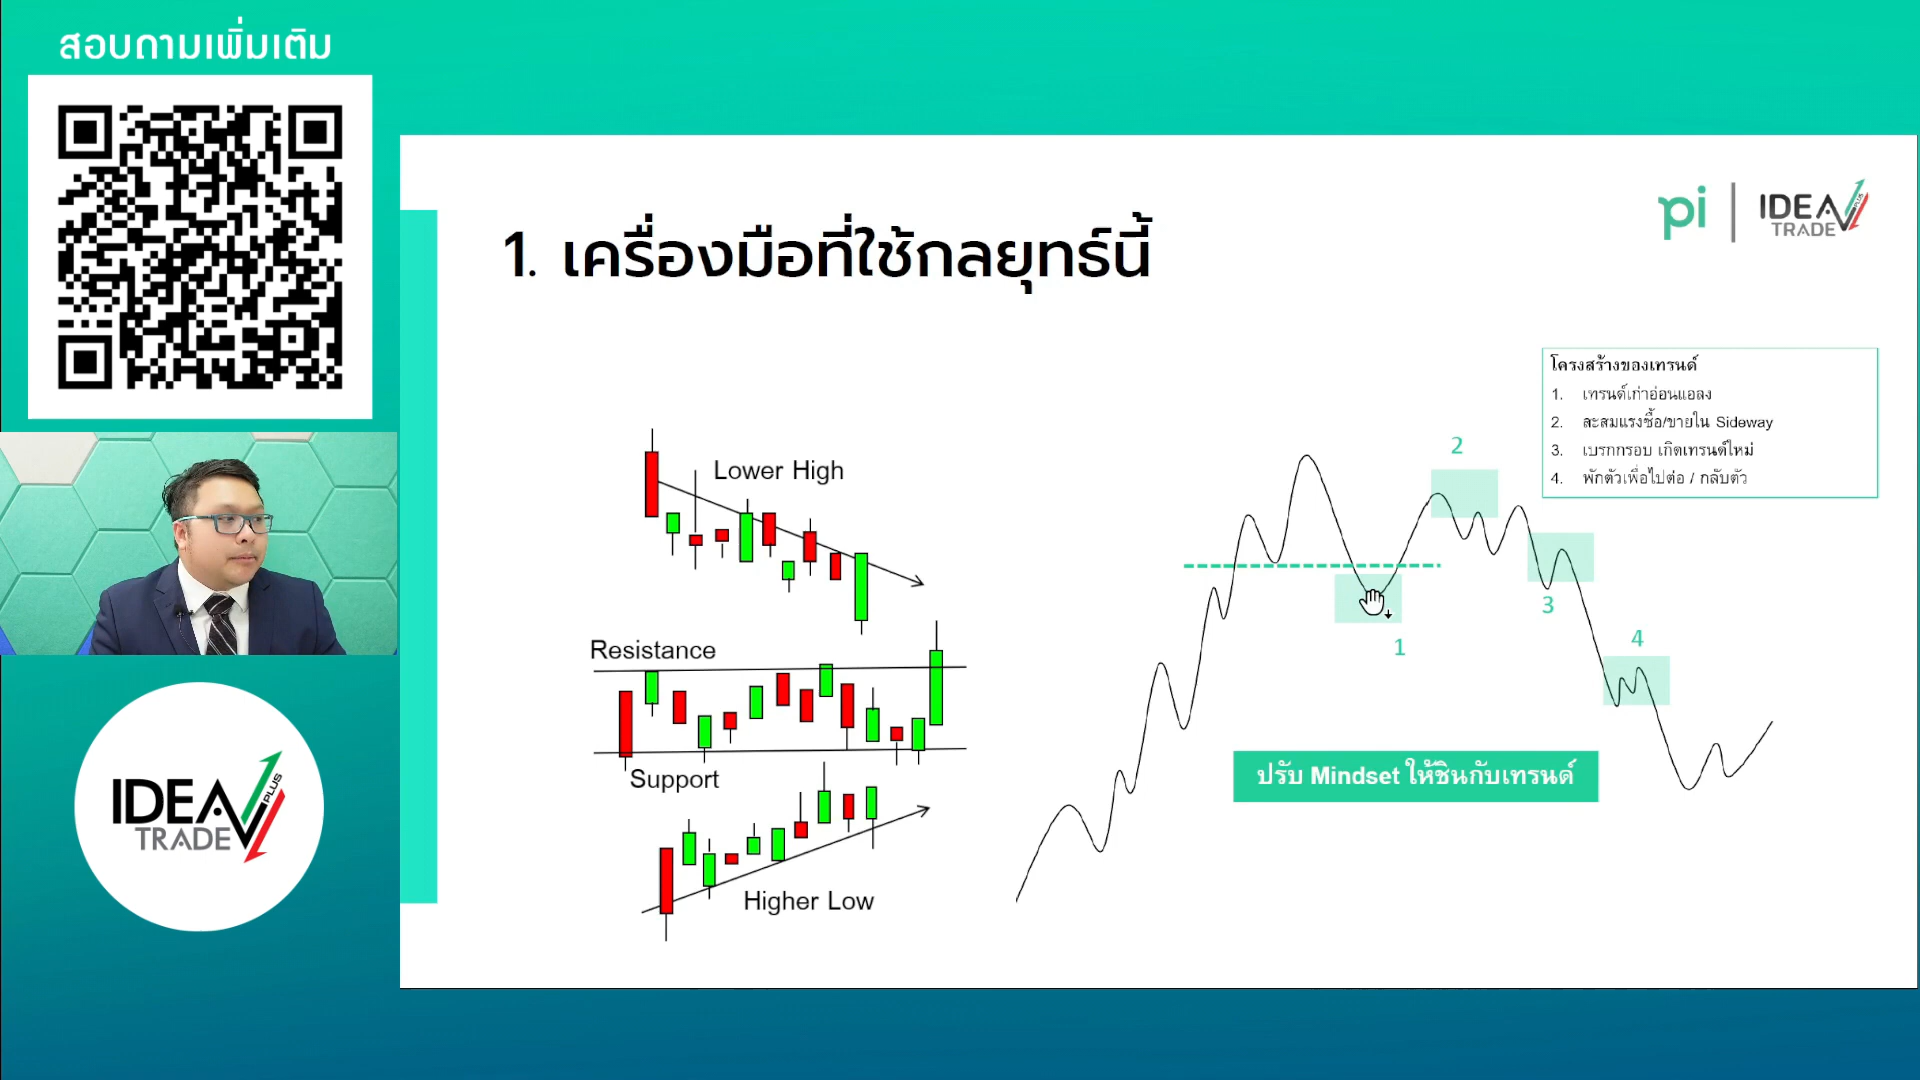 สอบถามเพิ่มเติม
pi
IDEA
TRADE
PLUS
1. เครื่องมือที่ใช้กลยุทธ์นี้
โครงสร้างของเทรนด์
1. เทรนด์เก่าอ่อนแอลง
2. สะสมแรงซื้อ/ขายใน Sideway
3. เบรกกรอบ เกิดเทรนด์ใหม่
4. พักตัวเพื่อไปต่อ / กลับตัว
Lower High
Resistance
Support
Higher Low
2
3
1
4
ปรับ Mindset ให้ชินกับเทรนด์
IDEA
TRADE
PLUS